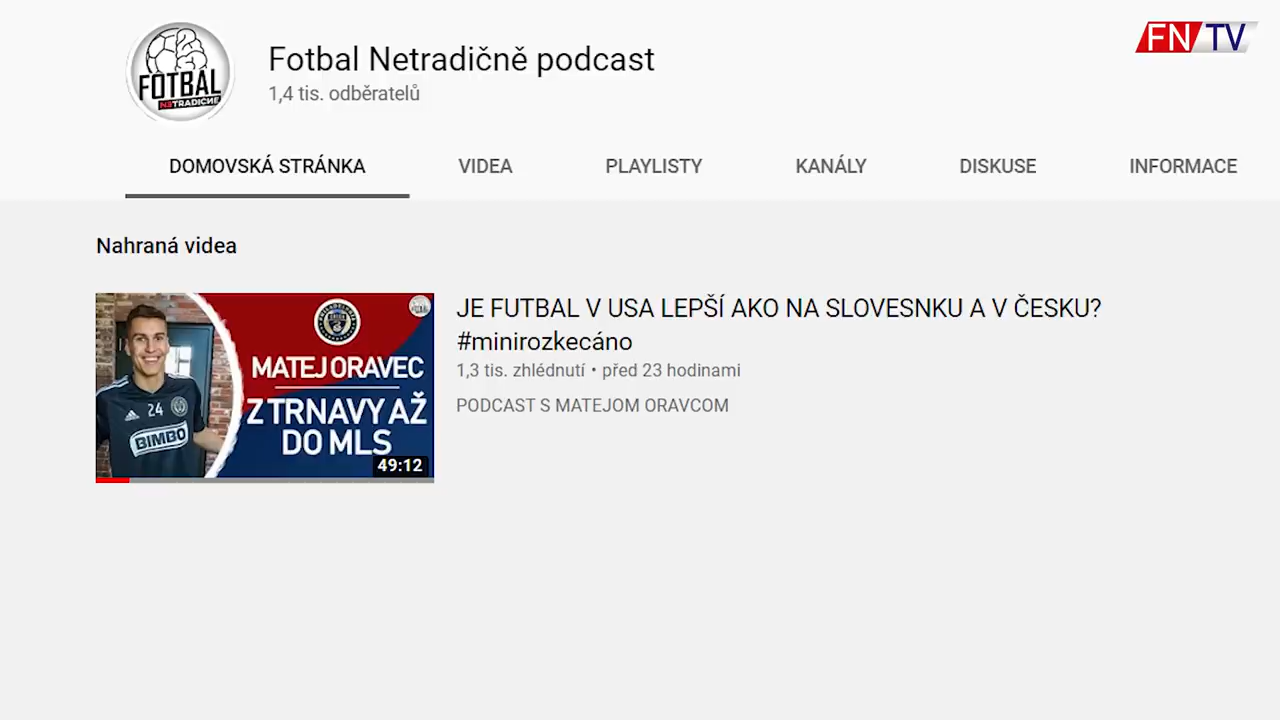 FN TV
FOTBAL
N3TRADIČNĚ
Fotbal Netradičně podcast
1,4 tis. odběratelů
DOMOVSKÁ STRÁNKA
VIDEA
PLAYLISTY
KANÁLY
DISKUSE
INFORMACE
Nahraná videa
24
BIMBO
MATEJ ORAVEC
Z TRNAVY AŽ
DO MLS
49:12
JE FUTBAL V USA LEPŠÍ AKO NA SLOVESNKU A V ČESKU?
#minirozkecáno
1,3 tis. zhlédnutí • před 23 hodinami
PODCAST S MATEJOM ORAVCOM